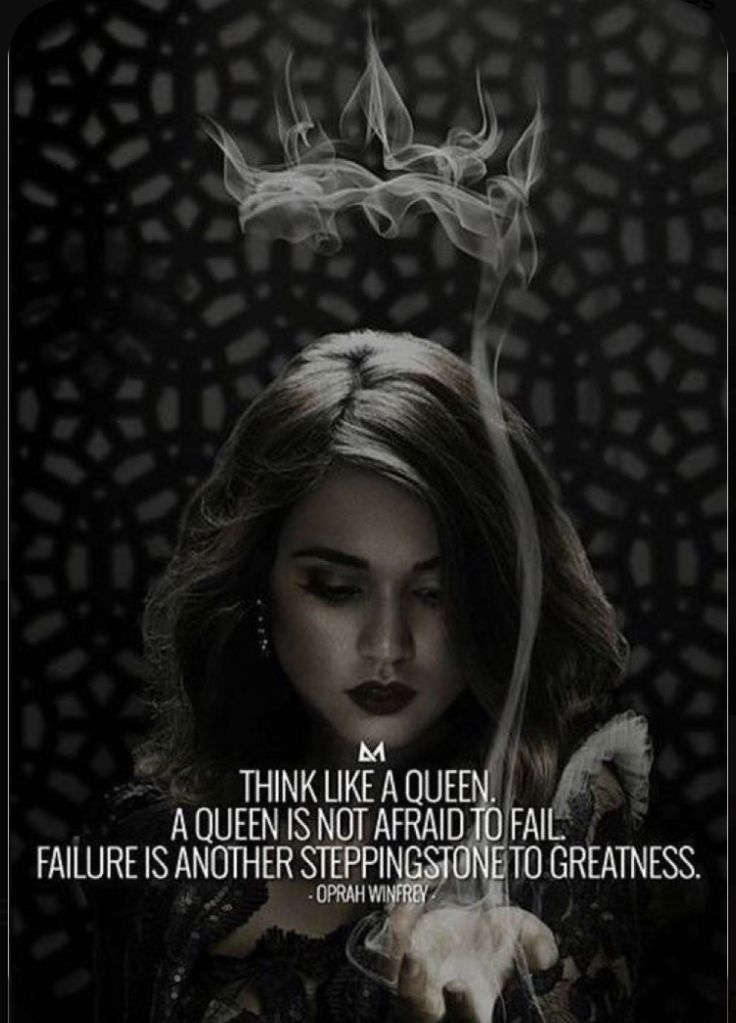 THINK LIKE A QUEEN.
A QUEEN IS NOT AFRAID TO FAIL.
FAILURE IS ANOTHER STEPPINGSTONE TO GREATNESS.
- OPRAH WINFREY -